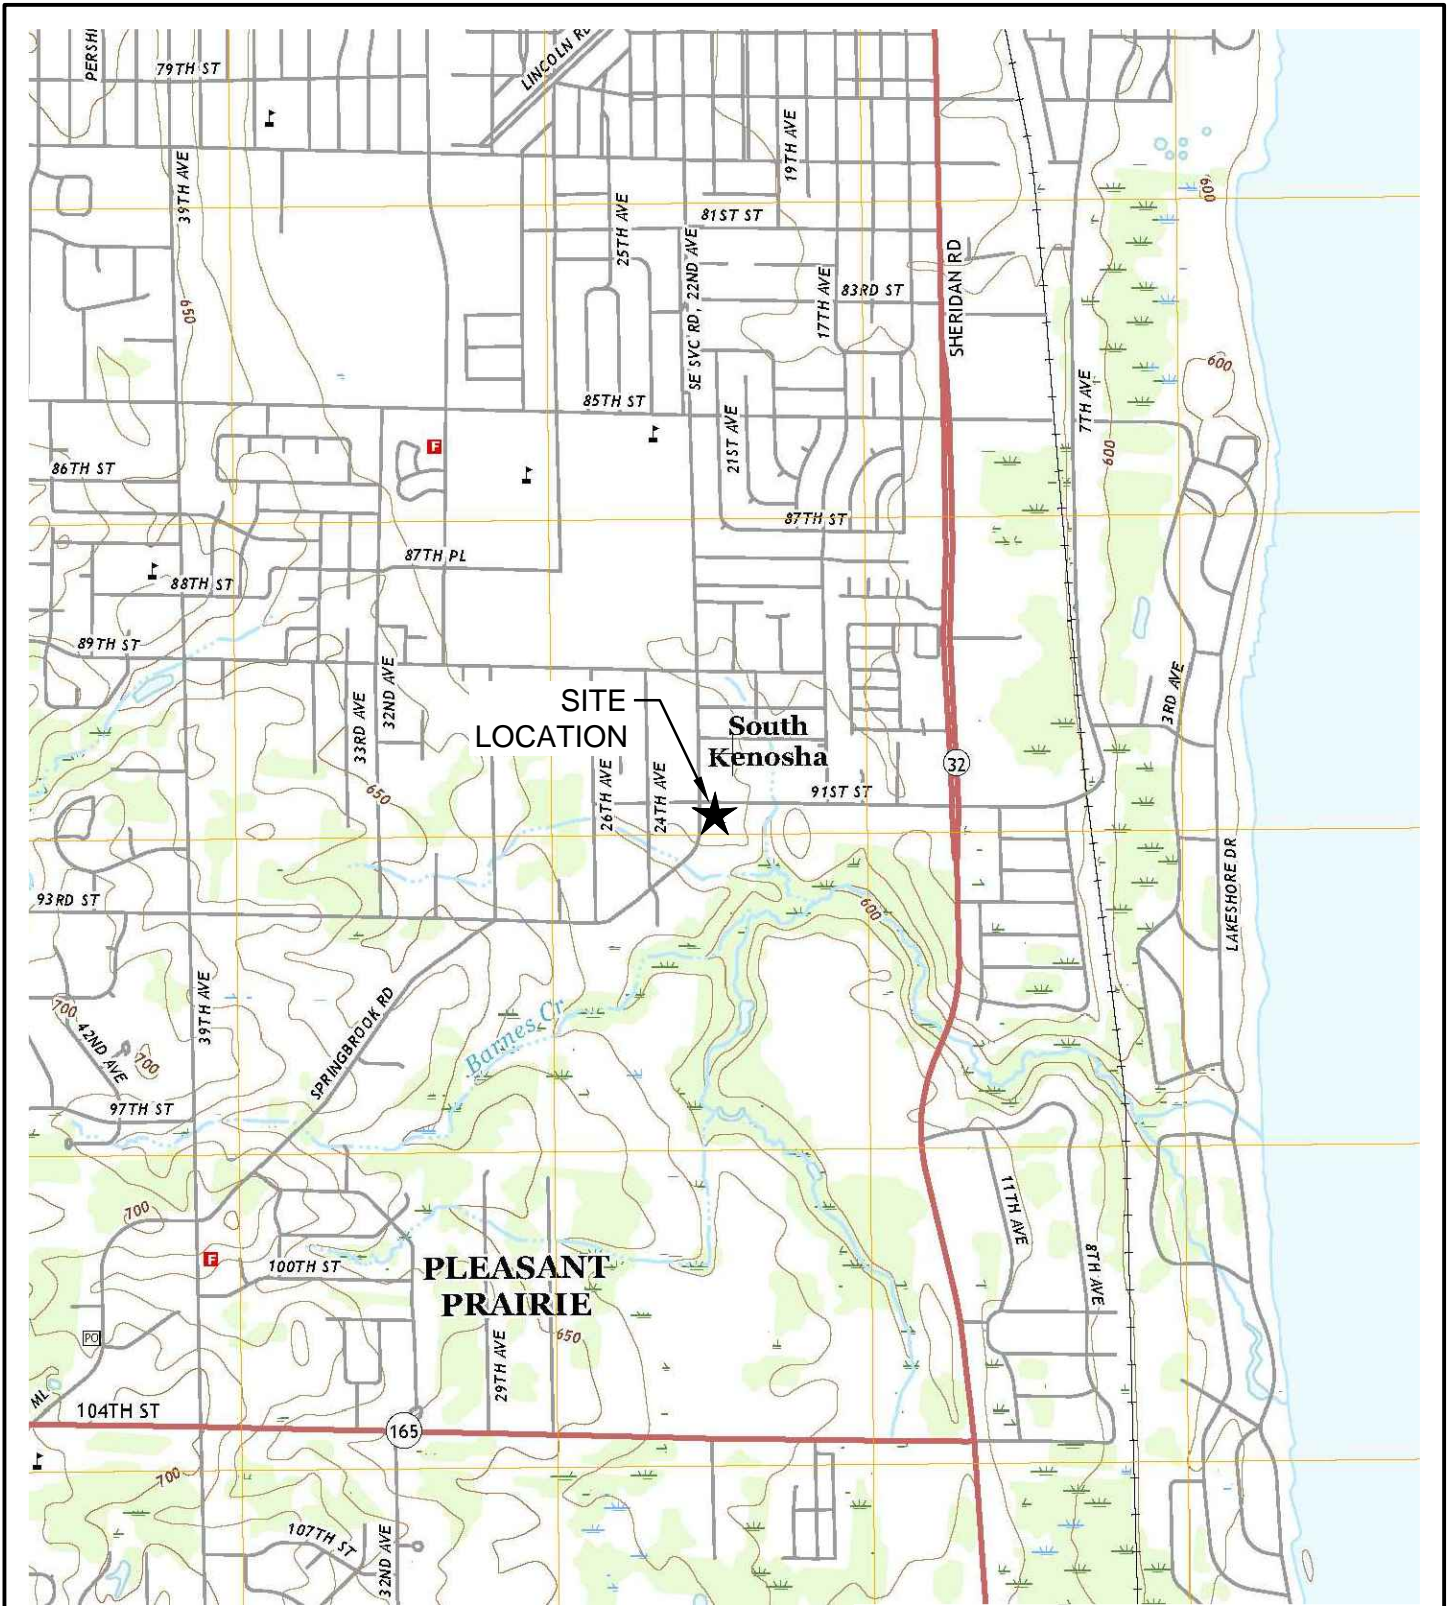 PERSHI
79TH ST
LINCOLN RD
39TH AVE
19TH AVE
600
25TH AVE
81ST ST
SE SVC RD, 22ND AVE
17TH AVE
83RD ST
SHERIDAN RD
650
600
7TH AVE
85TH ST
21ST AVE
F
600
86TH ST
87TH ST
87TH PL
88TH ST
89TH ST
33RD AVE
32ND AVE
3RD AVE
SITE
LOCATION
South
Kenosha
32
650
26TH AVE
24TH AVE
91ST ST
93RD ST
600
LAKESHORE DR
39TH AVE
700
42ND AVE
700
SPRINGBROOK RD
Barnes Cr
97TH ST
700
11TH AVE
F
100TH ST
PLEASANT
PRAIRIE
8TH AVE
PO
650
29TH AVE
ML
104TH ST
165
700
107TH ST
32ND AVE